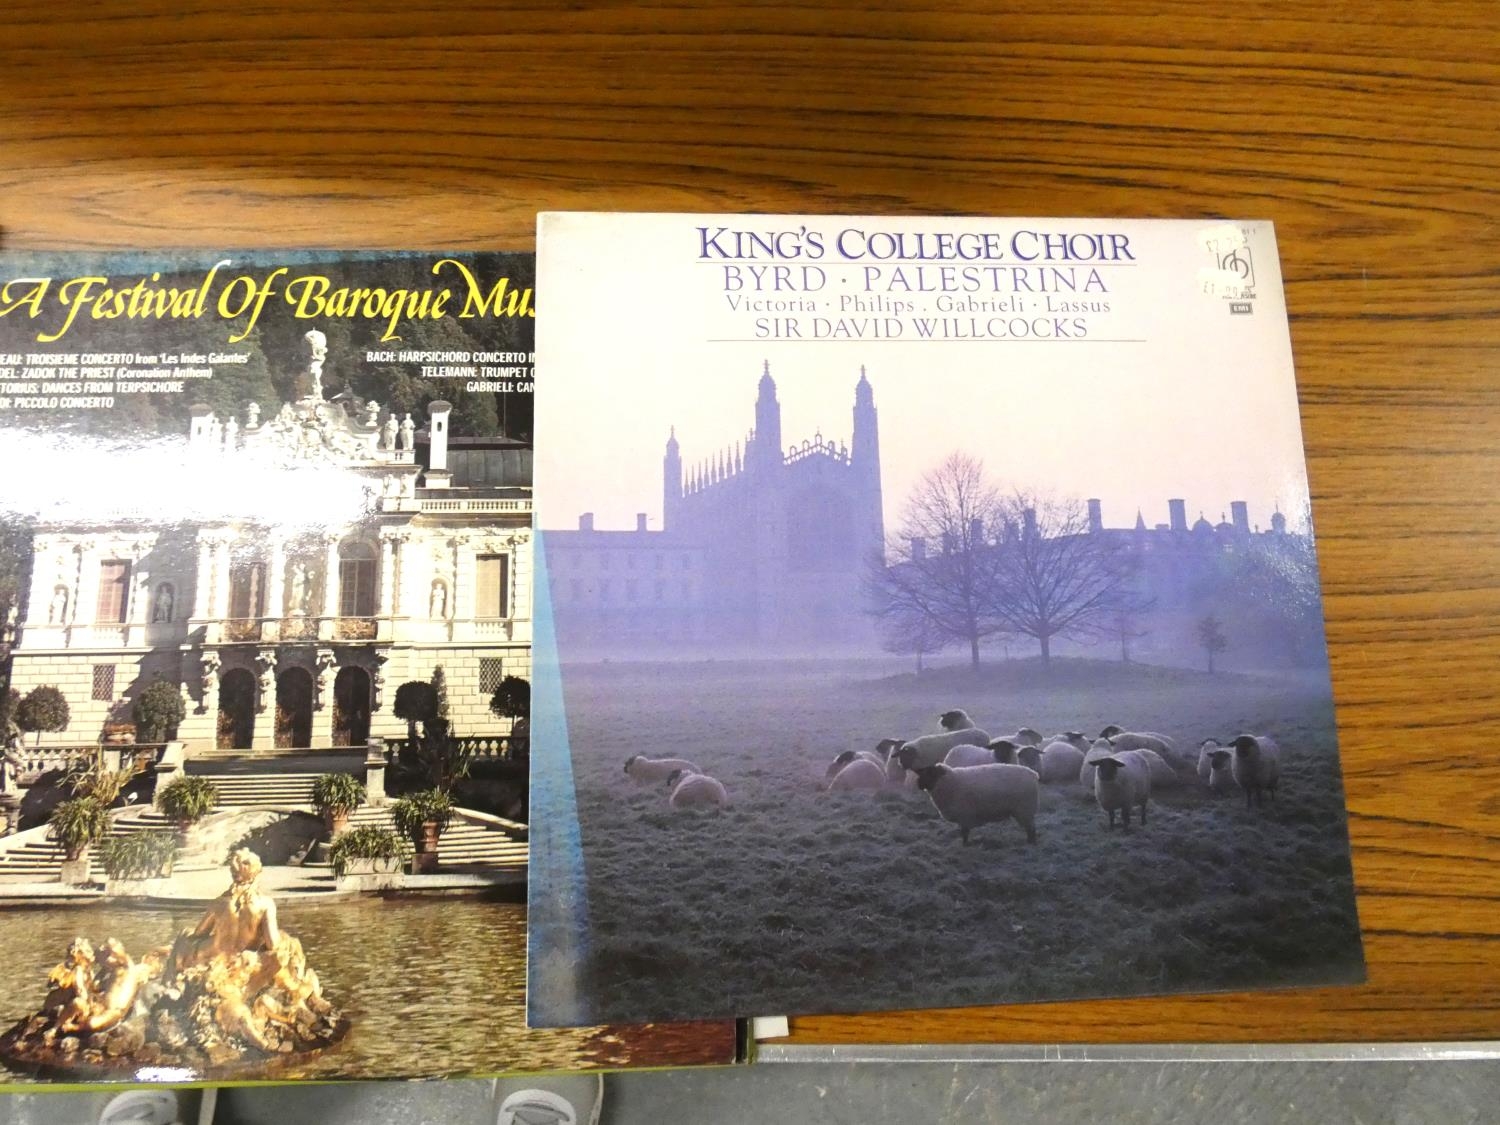 A Festival Of Baroque Mus
EAU: TROISIEME CONCERTO from 'Les Indes Galantes'
DEL: ZADOK THE PRIEST (Coronation Anthem)
TORIUS: DANCES FROM TERPSICHORE
DI: PICCOLO CONCERTO
BACH: HARPSICHORD CONCERTO IN
TELEMANN: TRUMPET C
GABRIELI: CAN
KING'S COLLEGE CHOIR
BYRD · PALESTRINA
Victoria · Philips . Gabrieli · Lassus
SIR DAVID WILLCOCKS
EMI